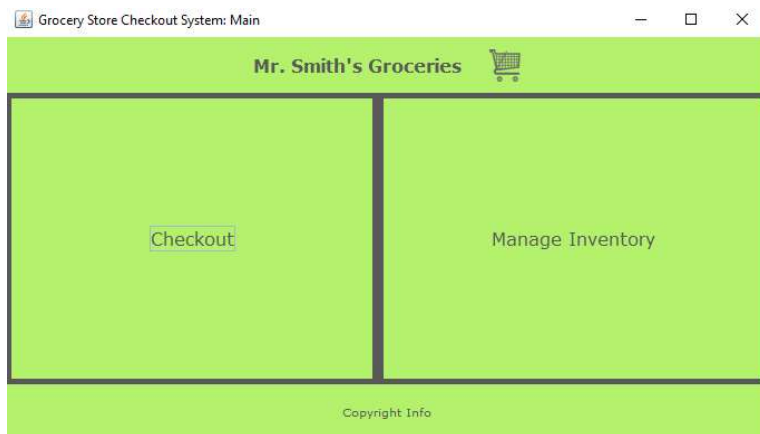 Grocery Store Checkout System: Main
Mr. Smith's Groceries
Checkout
Manage Inventory
Copyright Info